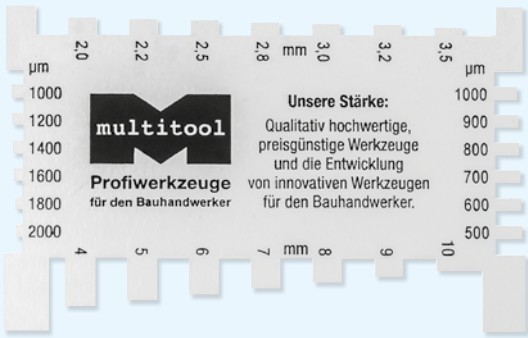 2,0 2,2 2,5 2,8 mm 3,0 3,2 3,5
µm
1000
1200
1400
1600
1800
2000
multitool
Profiwerkzeuge
für den Bauhandwerker
Unsere Stärke:
Qualitativ hochwertige,
preisgünstige Werkzeuge
und die Entwicklung
von innovativen Werkzeugen
für den Bauhandwerker.
µm
1000
900
800
700
600
500
4 5 6 7 mm 8 9 10